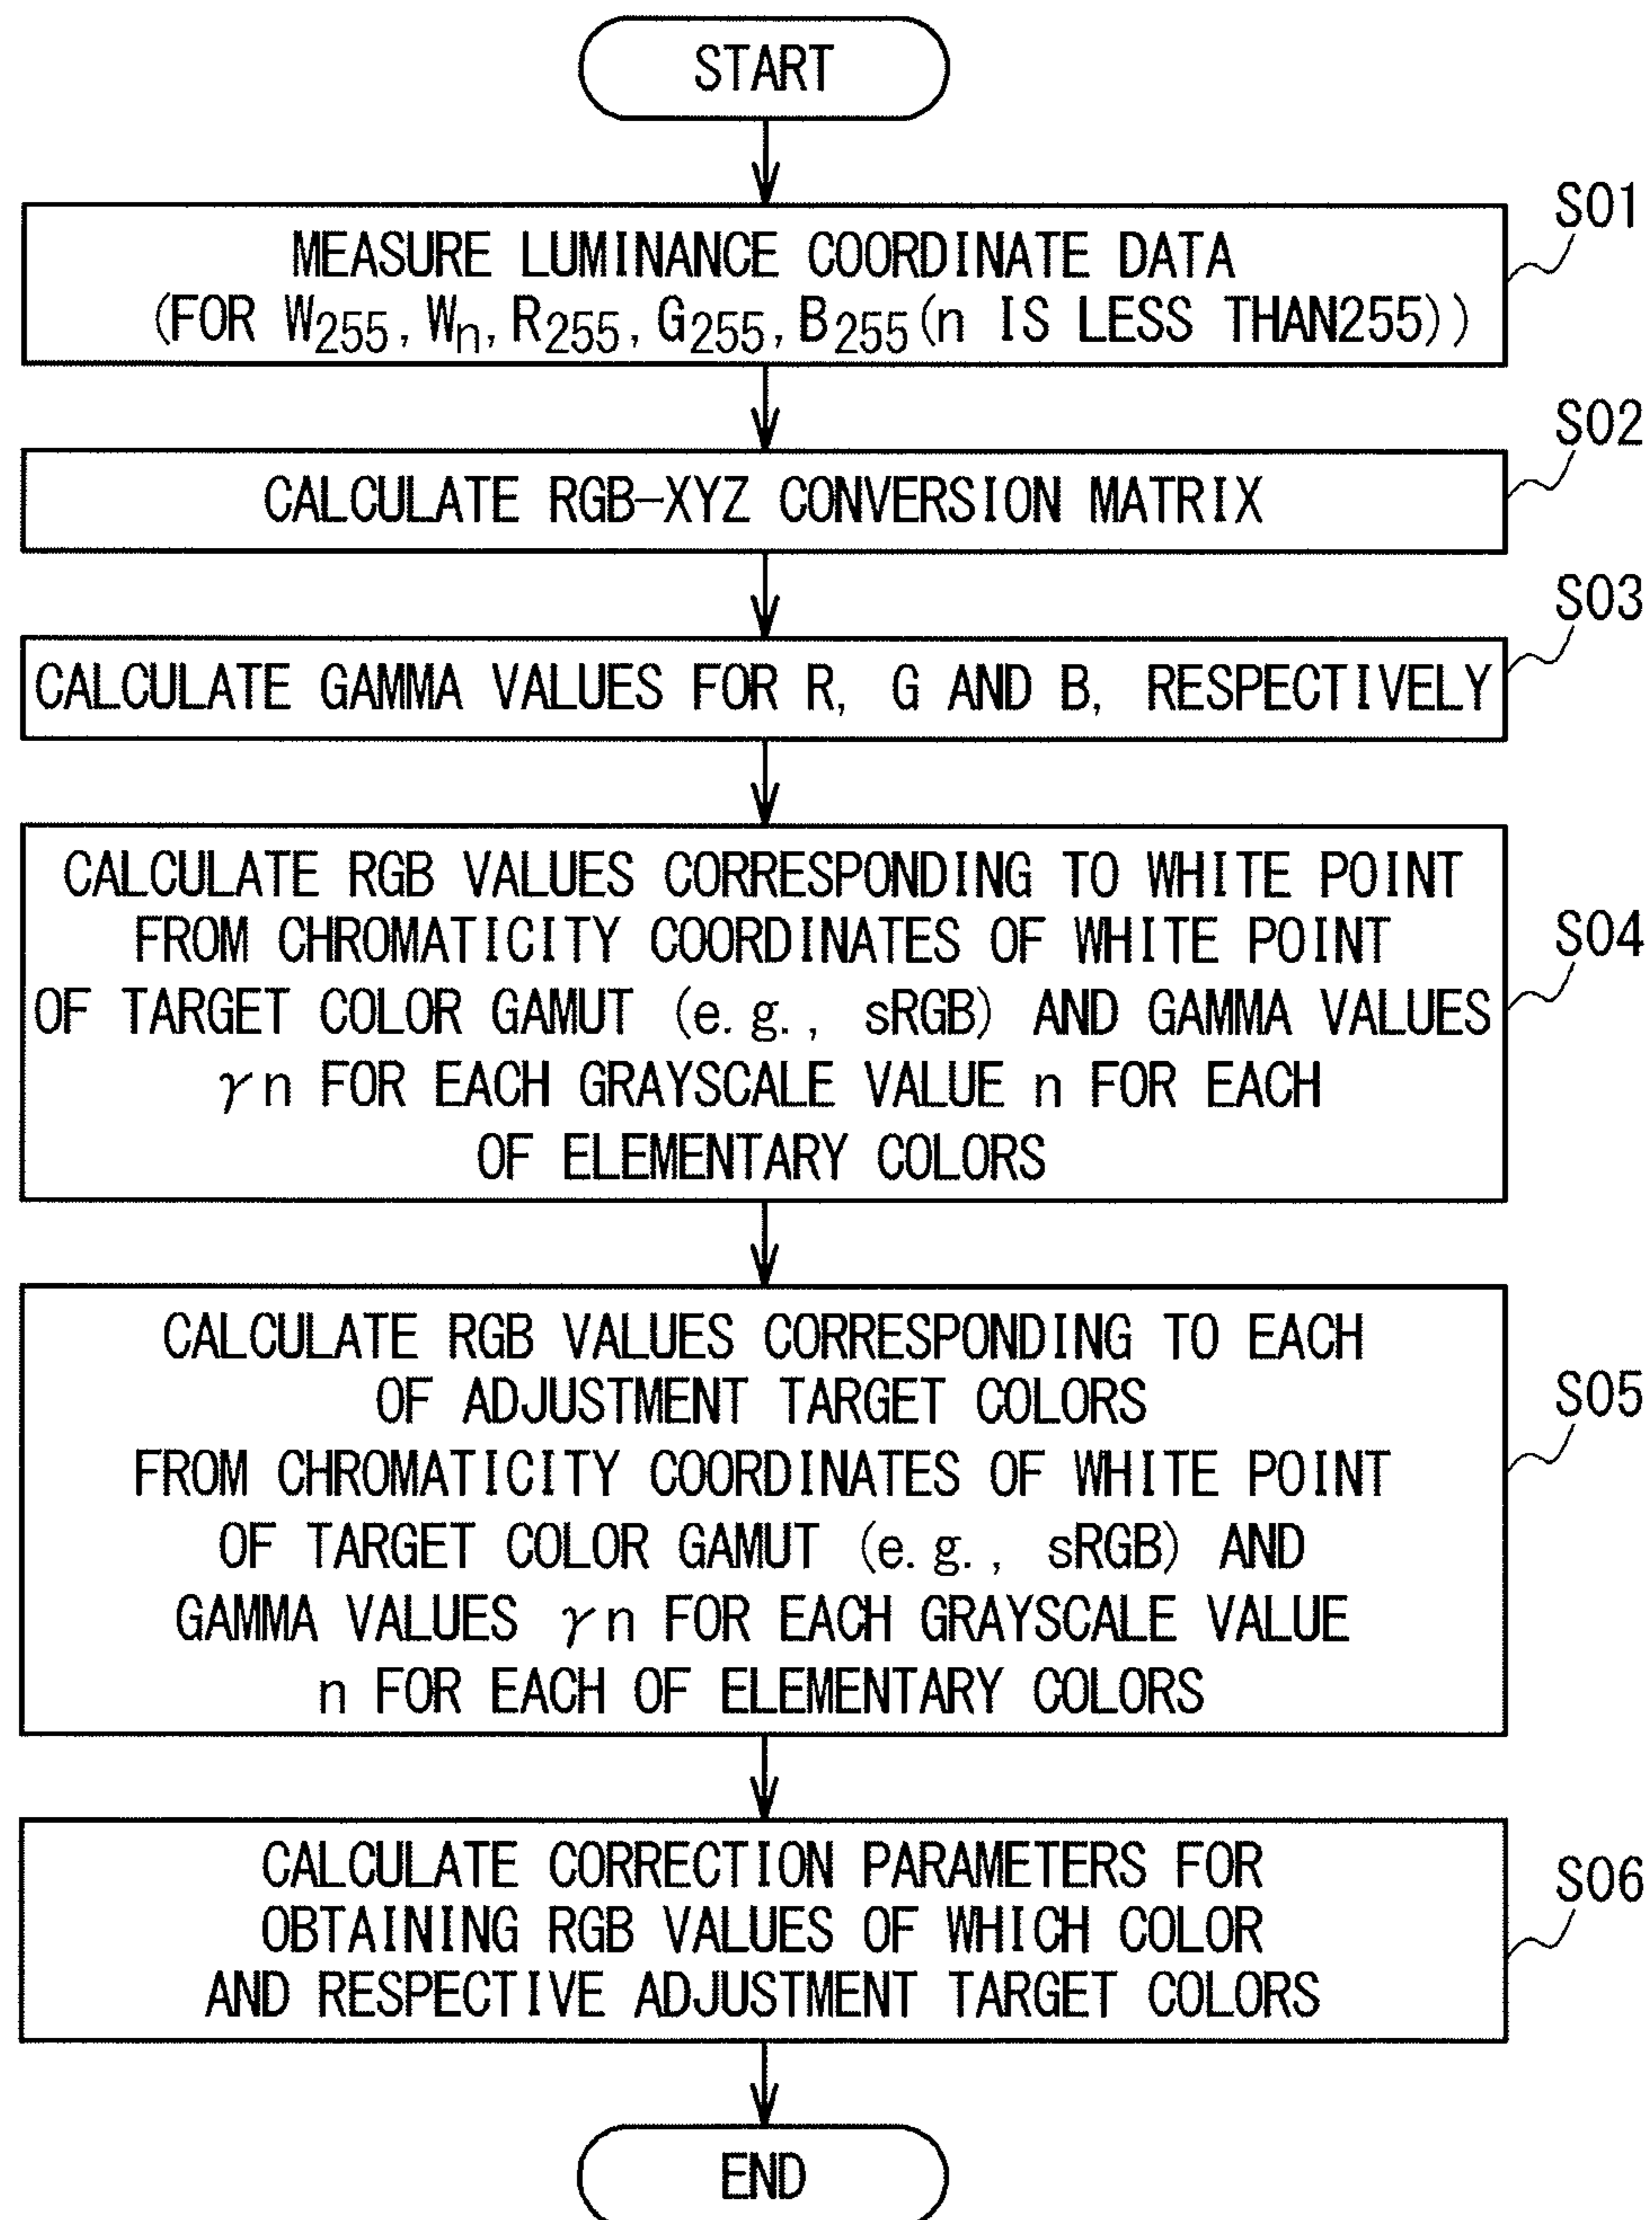 START
S01
MEASURE LUMINANCE COORDINATE DATA
(FOR W255, Wn, R255, G255, B255 (n IS LESS THAN255))
S02
CALCULATE RGB-XYZ CONVERSION MATRIX
S03
CALCULATE GAMMA VALUES FOR R, G AND B, RESPECTIVELY
S04
CALCULATE RGB VALUES CORRESPONDING TO WHITE POINT
FROM CHROMATICITY COORDINATES OF WHITE POINT
OF TARGET COLOR GAMUT (e.g., sRGB) AND GAMMA VALUES
γn FOR EACH GRAYSCALE VALUE n FOR EACH
OF ELEMENTARY COLORS
S05
CALCULATE RGB VALUES CORRESPONDING TO EACH
OF ADJUSTMENT TARGET COLORS
FROM CHROMATICITY COORDINATES OF WHITE POINT
OF TARGET COLOR GAMUT (e.g., sRGB) AND
GAMMA VALUES γn FOR EACH GRAYSCALE VALUE
n FOR EACH OF ELEMENTARY COLORS
S06
CALCULATE CORRECTION PARAMETERS FOR
OBTAINING RGB VALUES OF WHICH COLOR
AND RESPECTIVE ADJUSTMENT TARGET COLORS
END